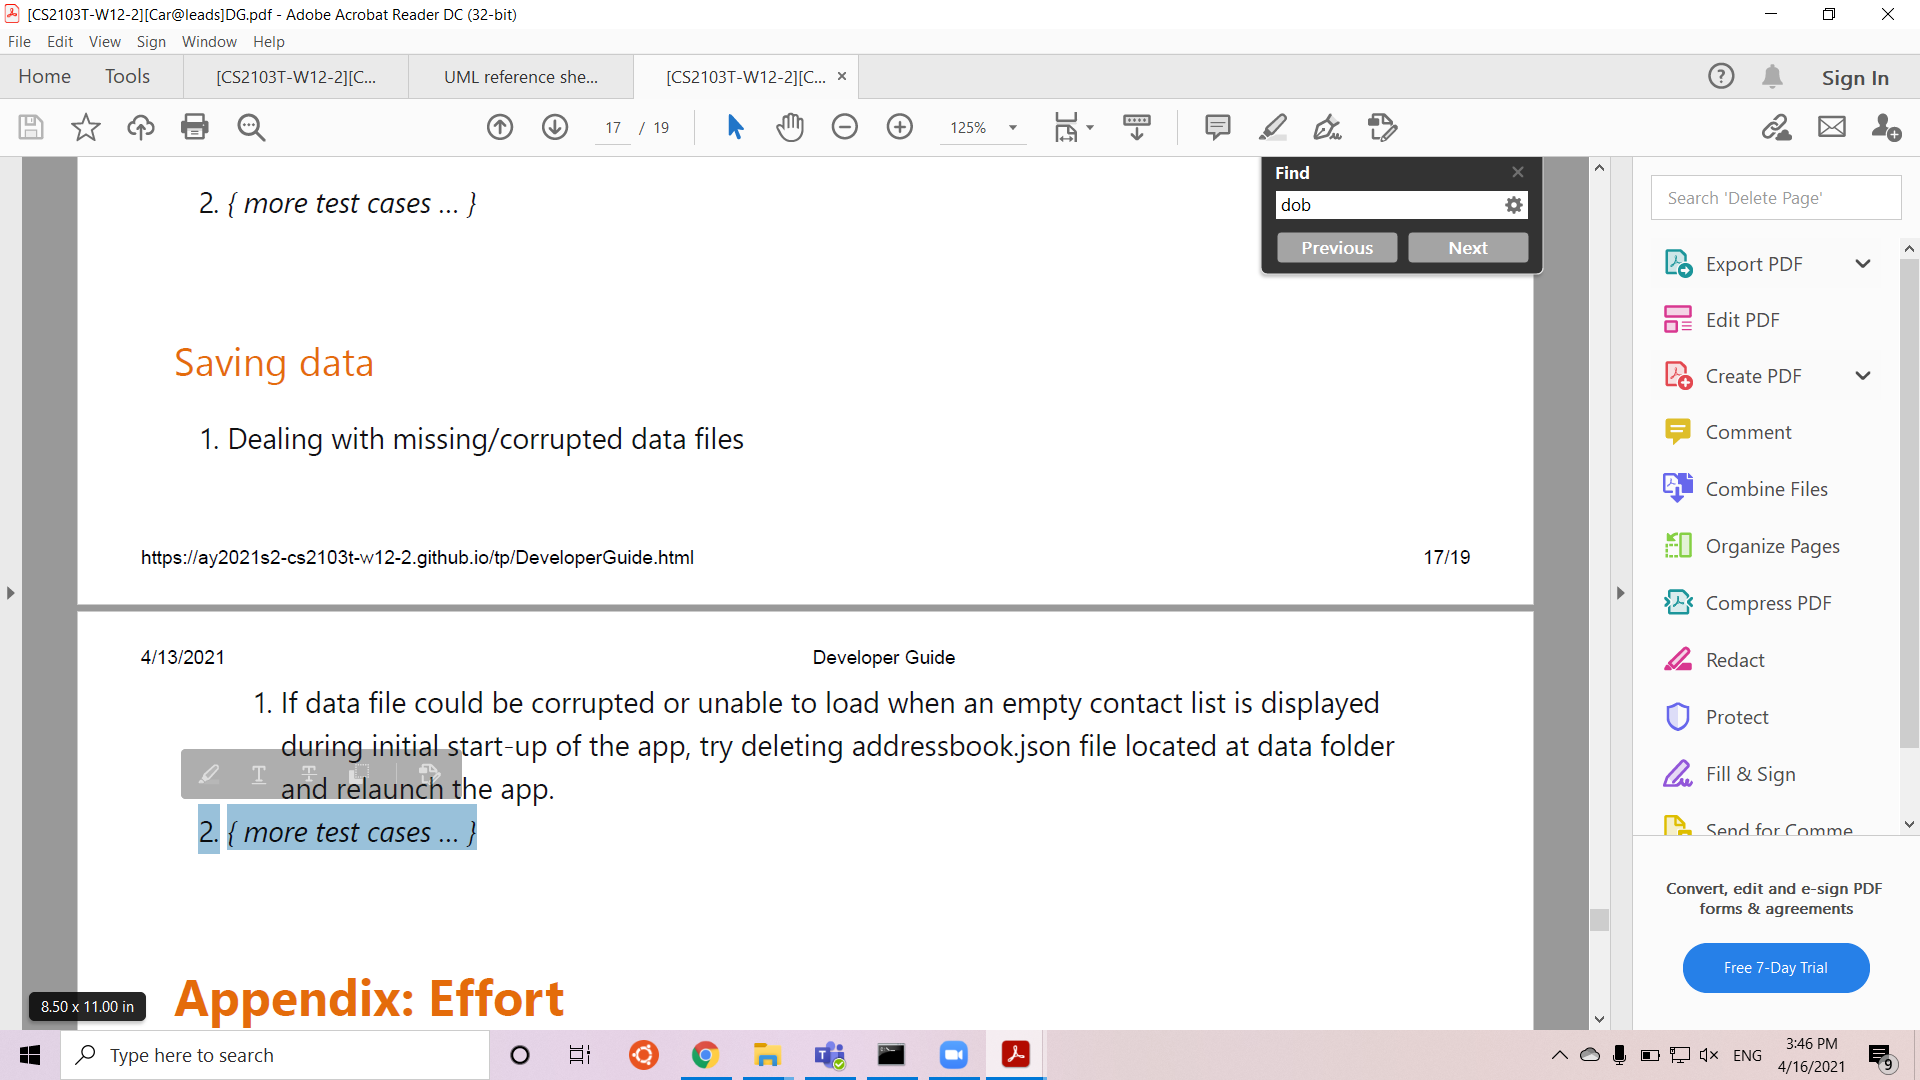 [CS2103T-W12-2][Car@leads]DG.pdf - Adobe Acrobat Reader DC (32-bit)
File Edit View Sign Window Help
Home Tools [CS2103T-W12-2][C... UML reference she... [CS2103T-W12-2][C... Sign In
17 / 19 125%
2. { more test cases … }
Find
dob
Previous Next
Saving data
1. Dealing with missing/corrupted data files
https://ay2021s2-cs2103t-w12-2.github.io/tp/DeveloperGuide.html 17/19
4/13/2021 Developer Guide
1. If data file could be corrupted or unable to load when an empty contact list is displayed
during initial start-up of the app, try deleting addressbook.json file located at data folder
and relaunch the app.
2. { more test cases … }
Appendix: Effort
8.50 x 11.00 in
Search 'Delete Page'
Export PDF
Edit PDF
Create PDF
Comment
Combine Files
Organize Pages
Compress PDF
Redact
Protect
Fill & Sign
Send for Comme
Convert, edit and e-sign PDF
forms & agreements
Free 7-Day Trial
Type here to search
ENG
3:46 PM
4/16/2021
9